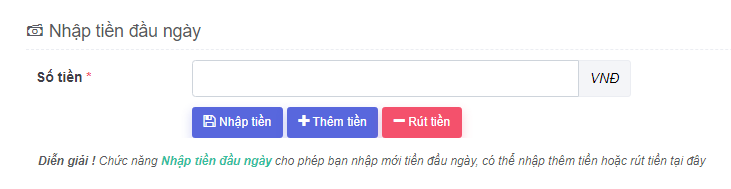 Nhập tiền đầu ngày
Số tiền * VNĐ
Nhập tiền Thêm tiền Rút tiền
Diễn giải ! Chức năng Nhập tiền đầu ngày cho phép bạn nhập mới tiền đầu ngày, có thể nhập thêm tiền hoặc rút tiền tại đây